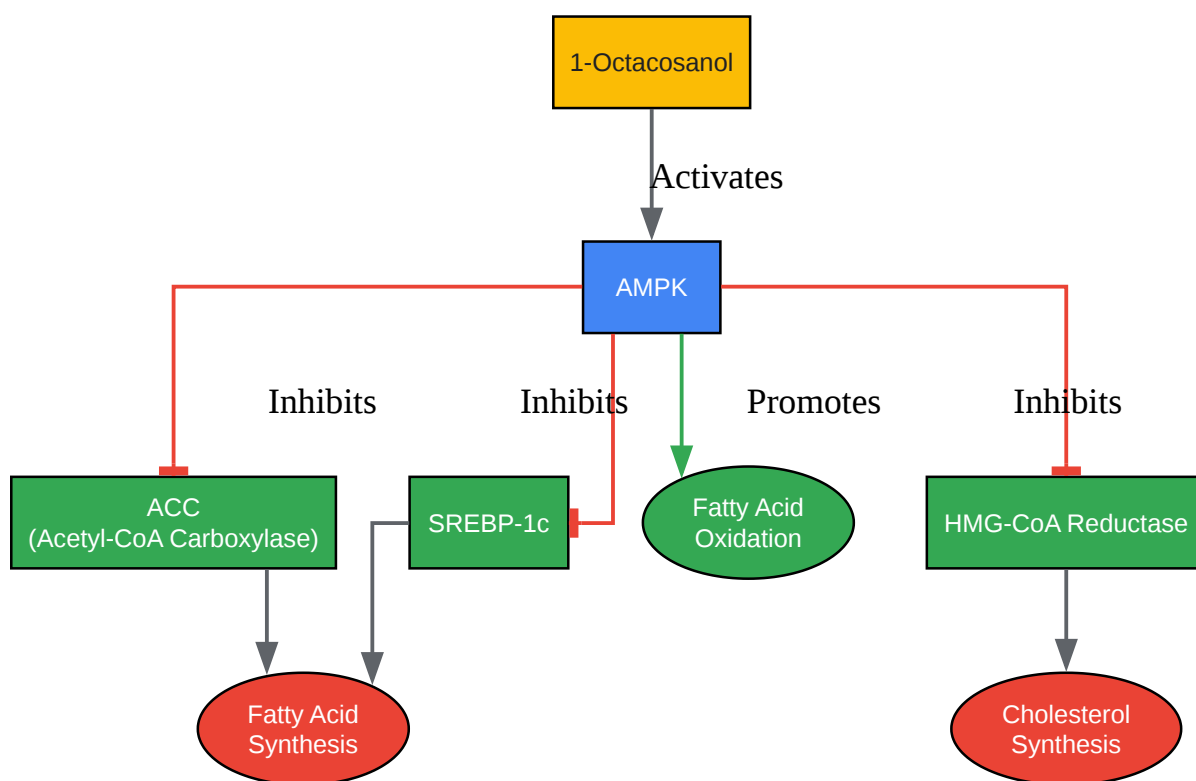 1-Octacosanol
Activates
AMPK
Inhibits
Inhibits
Promotes
Inhibits
ACC
(Acetyl-CoA Carboxylase)
SREBP-1c
Fatty Acid
Oxidation
HMG-CoA Reductase
Fatty Acid
Synthesis
Cholesterol
Synthesis